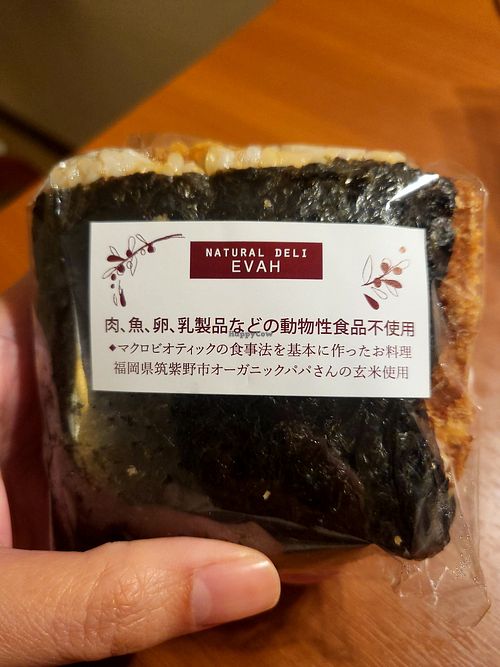 NATURAL DELI
EVAH
肉、魚、卵、乳製品などの動物性食品不使用
HappyCow
◆マクロビオティックの食事法を基本に作ったお料理
福岡県筑紫野市オーガニックパパさんの玄米使用